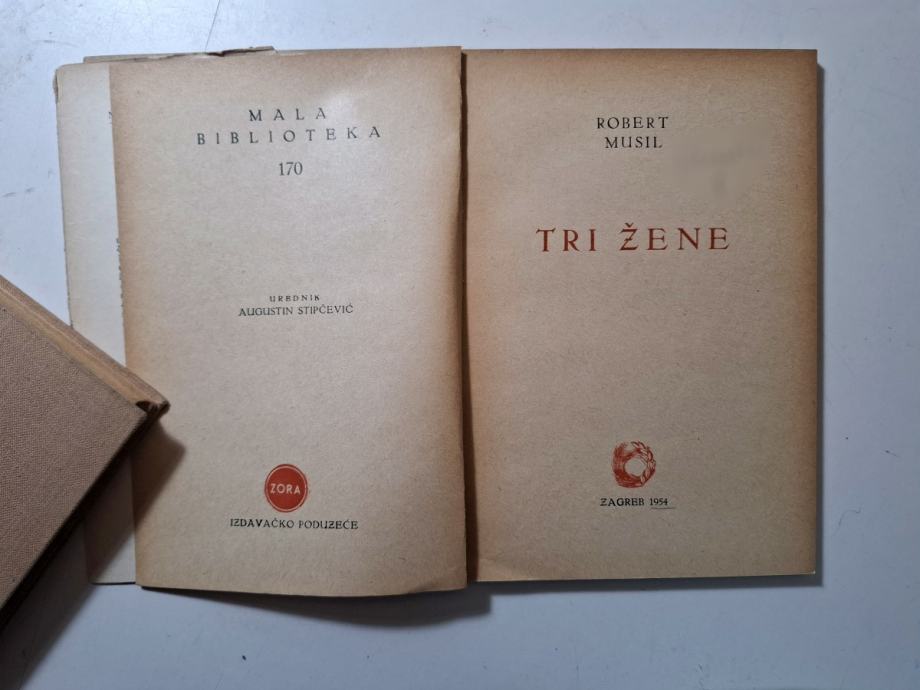 MALA
BIBLIOTEKA
170
UREDNIK
AUGUSTIN STIPČEVIĆ
ZORA
IZDAVAČKO PODUZEĆE
ROBERT
MUSIL
TRI ŽENE
ZAGREB 1954